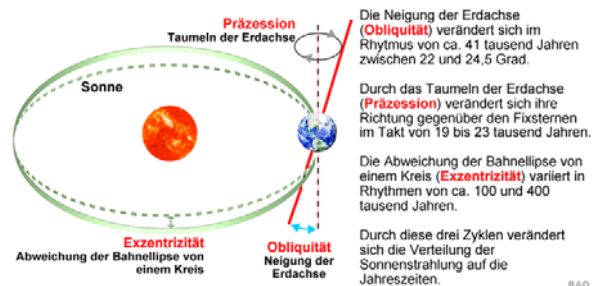 Präzession
Taumeln der Erdachse
Sonne
Exzentrizität
Abweichung der Bahnellipse von
einem Kreis
Obliquität
Neigung der
Erdachse
Die Neigung der Erdachse
(Obliquität) verändert sich im
Rhytmus von ca. 41 tausend Jahren
zwischen 22 und 24,5 Grad.
Durch das Taumeln der Erdachse
(Präzession) verändert sich ihre
Richtung gegenüber den Fixsternen
im Takt von 19 bis 23 tausend Jahren.
Die Abweichung der Bahnellipse von
einem Kreis (Exzentrizität) variiert in
Rhythmen von ca. 100 und 400
tausend Jahren.
Durch diese drei Zyklen verändert
sich die Verteilung der
Sonnenstrahlung auf die
Jahreszeiten.